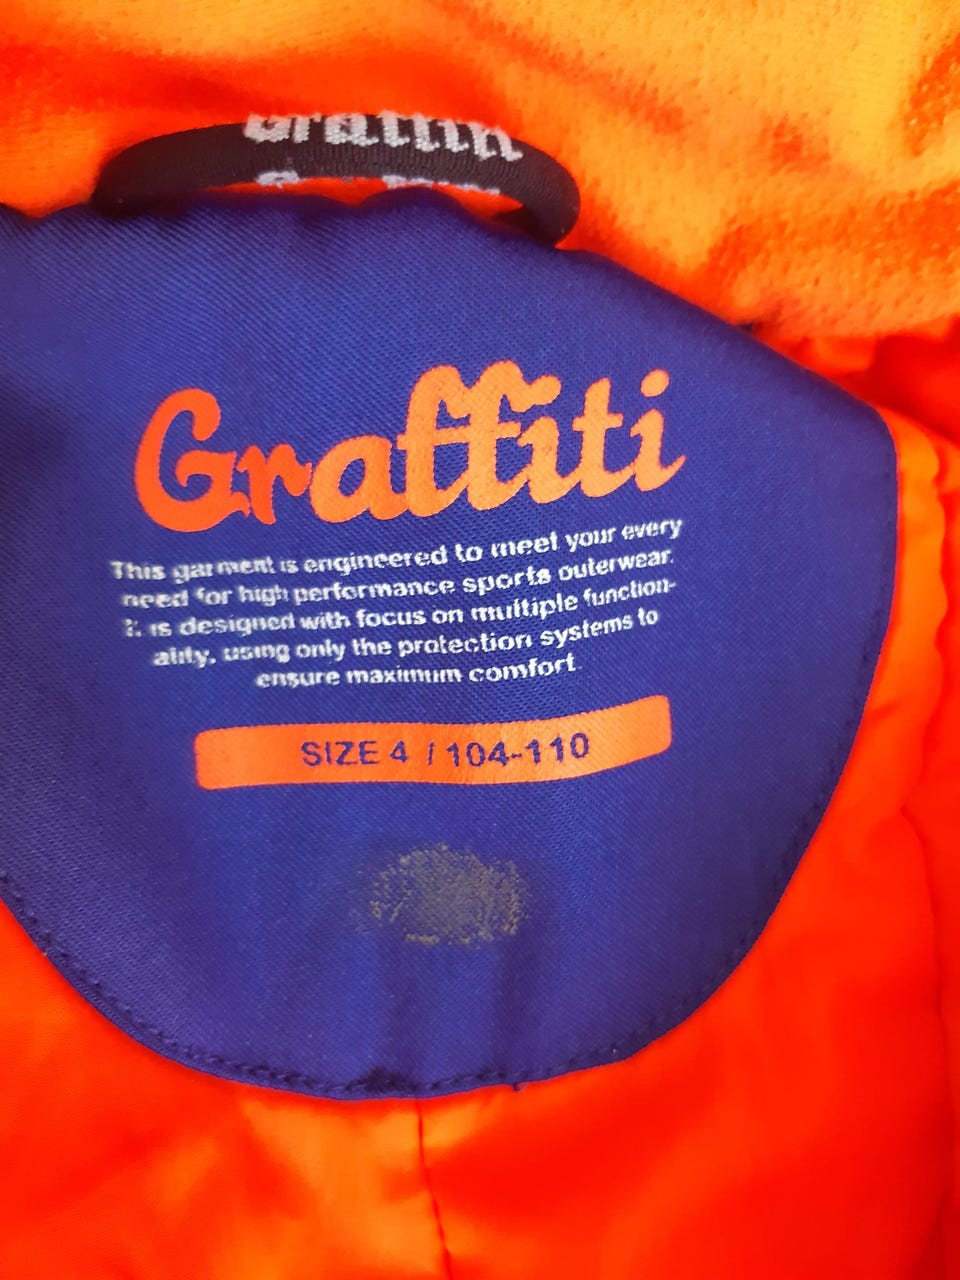 Graffiti
Graffiti
This garment is engineered to meet your every
need for high performance sports outerwear.
It is designed with focus on multiple function-
ality, using only the protection systems to
ensure maximum comfort.
SIZE 4 / 104-110